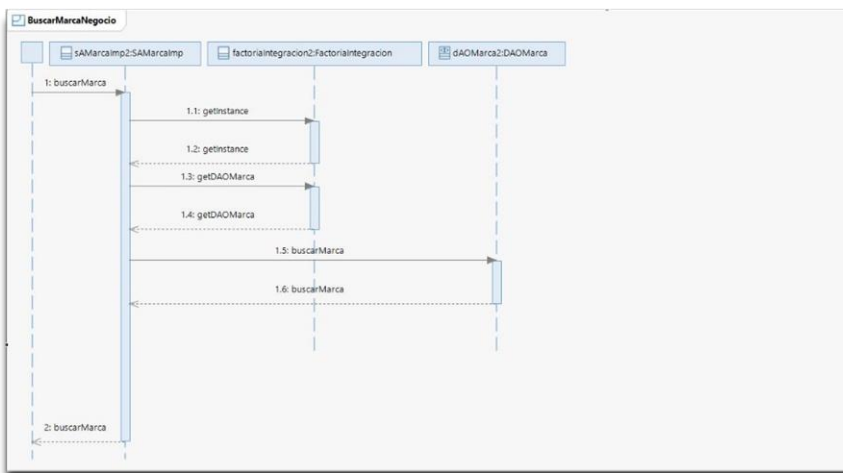 BuscarMarcaNegocio
sAMarcaImp2:SAMarcaImp
factoriaIntegracion2:FactoriaIntegracion
dAOMarca2:DAOMarca
1: buscarMarca
1.1: getInstance
1.2: getInstance
1.3: getDAOMarca
1.4: getDAOMarca
1.5: buscarMarca
1.6: buscarMarca
2: buscarMarca